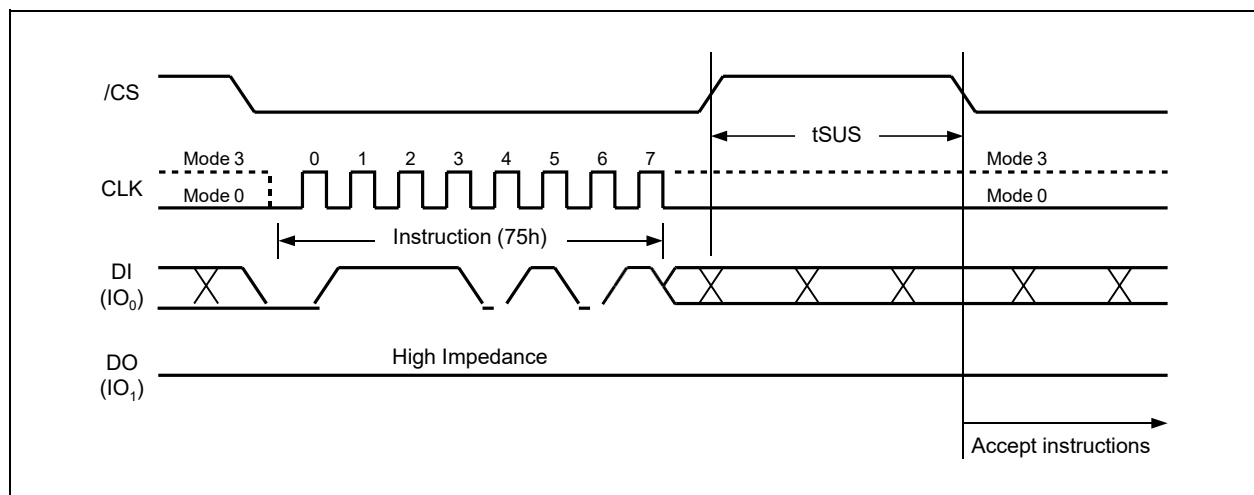 /CS
tSUS
Mode 3 0 1 2 3 4 5 6 7 Mode 3
CLK
Mode 0 Mode 0
Instruction (75h)
DI
(IO0)
High Impedance
DO
(IO1)
Accept instructions